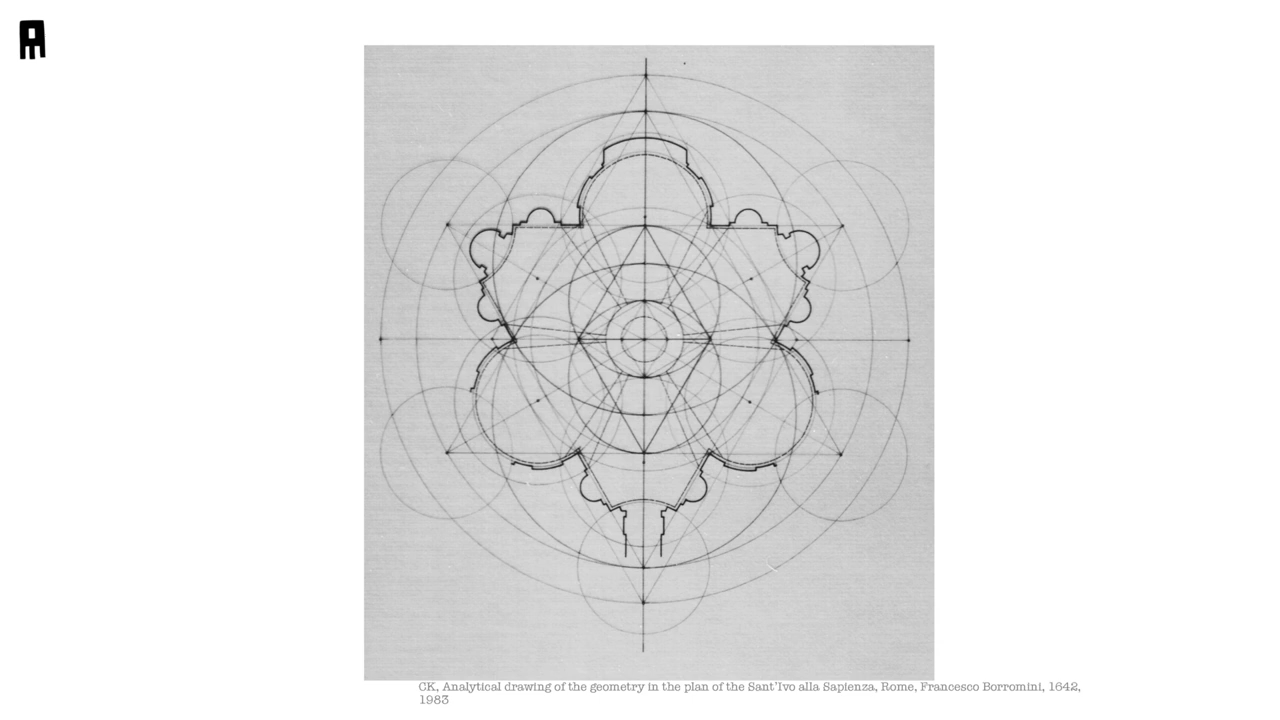 CK, Analytical drawing of the geometry in the plan of the Sant'Ivo alla Sapienza, Rome, Francesco Borromini, 1642,
1983